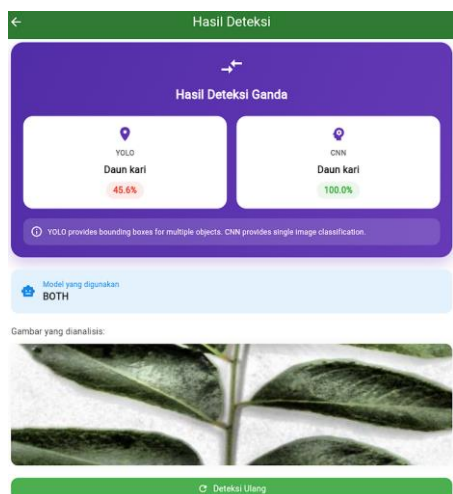 Hasil Deteksi
Hasil Deteksi Ganda
YOLO
Daun kari
45.6%
CNN
Daun kari
100.0%
YOLO provides bounding boxes for multiple objects. CNN provides single image classification.
Model yang digunakan
BOTH
Gambar yang dianalisis:
Deteksi Ulang